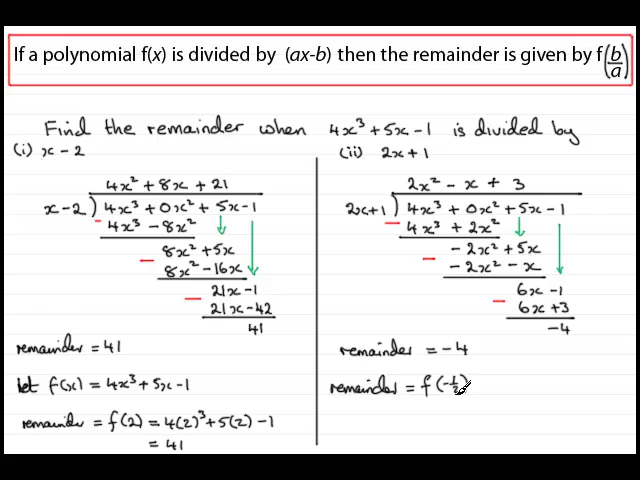 If a polynomial f(x) is divided by (ax-b) then the remainder is given by f(b/a)
Find the remainder when 4x³ + 5x - 1 is divided by
(i) x - 2
4x² + 8x + 21
x - 2 ) 4x³ + 0x² + 5x - 1
- 4x³ - 8x²
8x² + 5x
- 8x² - 16x
21x - 1
- 21x - 42
41
remainder = 41
let f(x) = 4x³ + 5x - 1
remainder = f(2) = 4(2)³ + 5(2) - 1
= 41
(ii) 2x + 1
2x² - x + 3
2x+1 ) 4x³ + 0x² + 5x - 1
- 4x³ + 2x²
- 2x² + 5x
- - 2x² - x
6x - 1
- 6x + 3
-4
remainder = -4
remainder = f(-1/2)